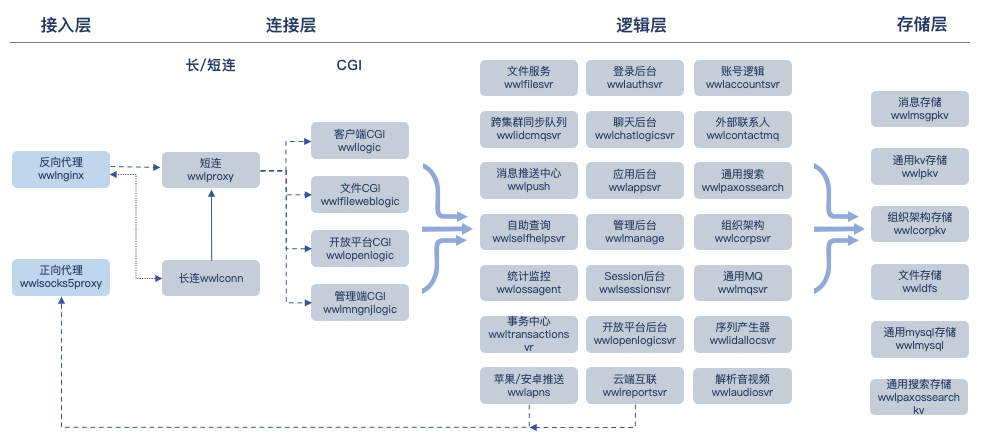 接入层
连接层
逻辑层
存储层
长/短连
CGI
反向代理
wwlnginx
正向代理
wwlsocks5proxy
短连
wwlproxy
长连wwlconn
客户端CGI
wwllogic
文件CGI
wwlfileweblogic
开放平台CGI
wwlopenlogic
管理端CGI
wwlmngnjlogic
文件服务
wwlfilesvr
登录后台
wwlauthsvr
账号逻辑
wwlaccountsvr
跨集群同步队列
wwlidcmqsvr
聊天后台
wwlchatlogicsvr
外部联系人
wwlcontactmq
消息推送中心
wwlpush
应用后台
wwlappsvr
通用搜索
wwlpaxossearch
自助查询
wwlselfhelpsvr
管理后台
wwlmanage
组织架构
wwlcorpsvr
统计监控
wwlossagent
Session后台
wwlsessionsvr
通用MQ
wwlmqsvr
事务中心
wwltransactions
vr
开放平台后台
wwlopenlogicsvr
序列产生器
wwlidallocsvr
苹果/安卓推送
wwlapns
云端互联
wwlreportsvr
解析音视频
wwlaudiosvr
消息存储
wwlmsgpkv
通用kv存储
wwlpkv
组织架构存储
wwlcorpkv
文件存储
wwldfs
通用mysql存储
wwlmysql
通用搜索存储
wwlpaxossearch
kv